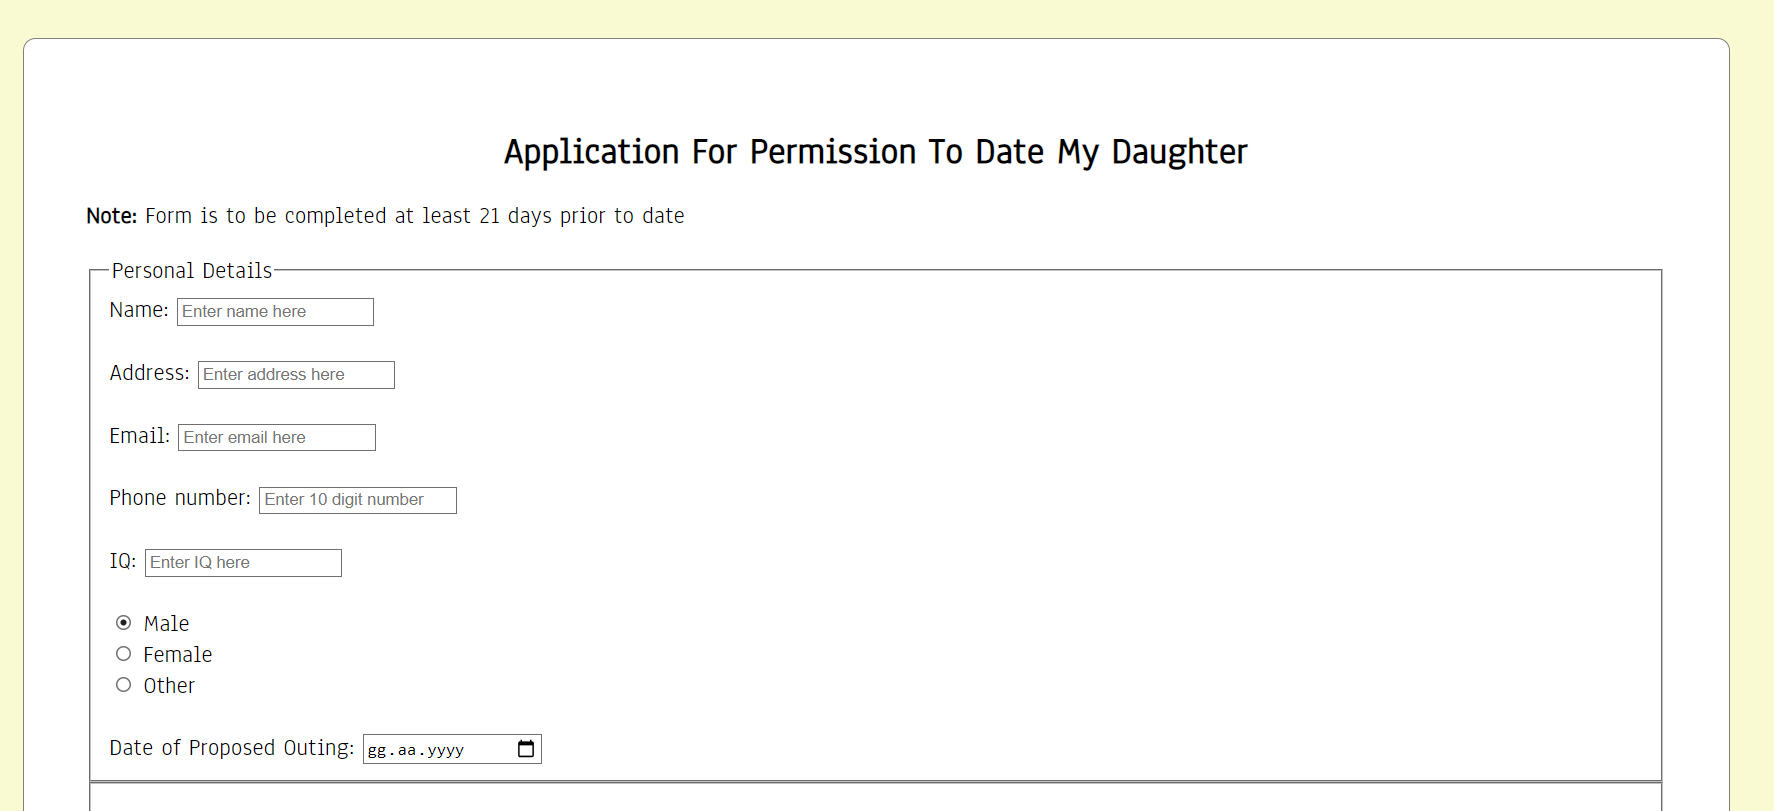 Application For Permission To Date My Daughter
Note: Form is to be completed at least 21 days prior to date
Personal Details
Name: Enter name here
Address: Enter address here
Email: Enter email here
Phone number: Enter 10 digit number
IQ: Enter IQ here
Male
Female
Other
Date of Proposed Outing: gg.aa.yyyy